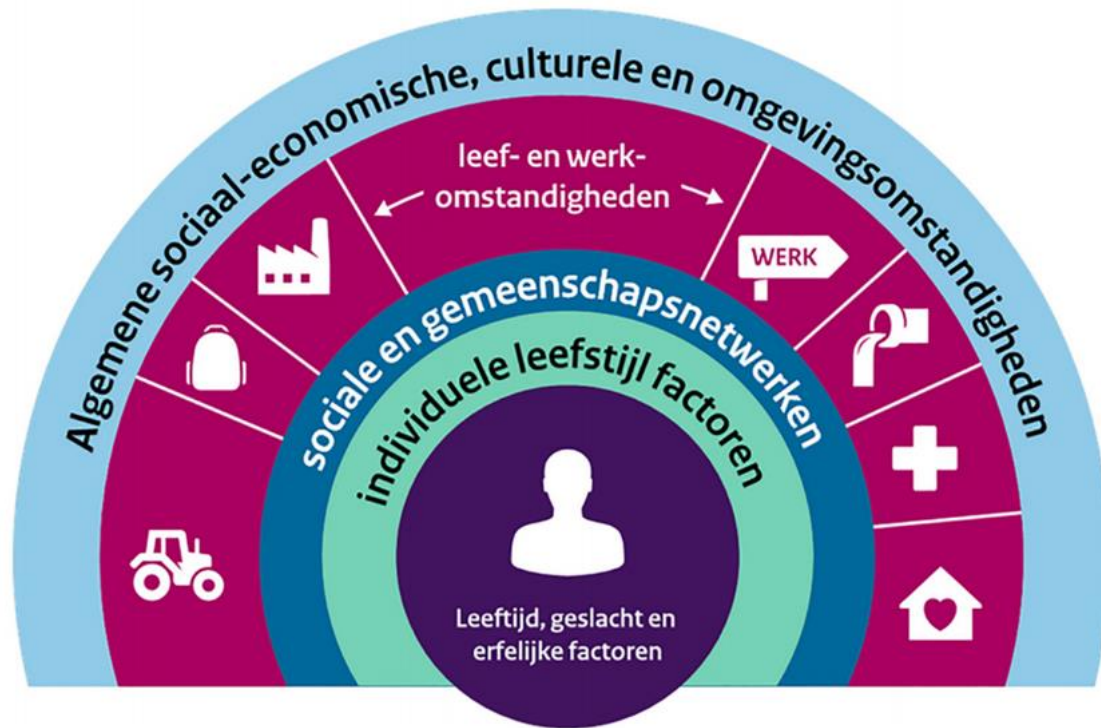 Algemene sociaal-economische, culturele en omgevingsomstandigheden
leef- en werk-
omstandigheden
WERK
sociale en gemeenschapsnetwerken
individuele leefstijl factoren
Leeftijd, geslacht en
erfelijke factoren